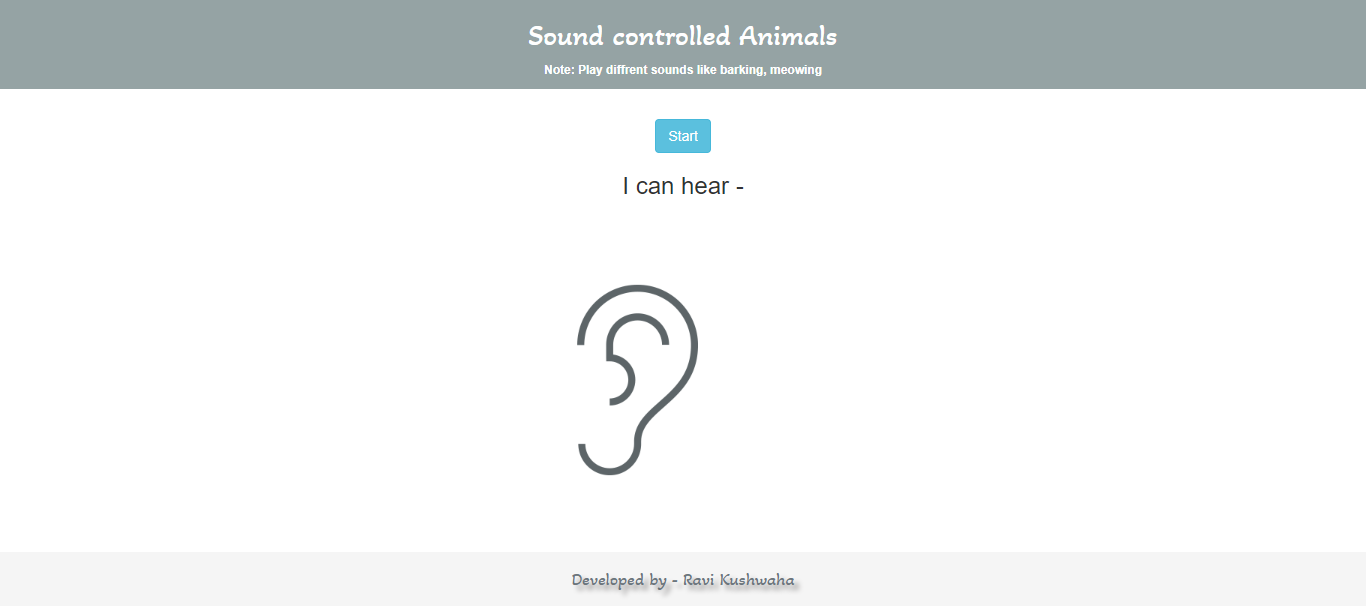 Sound controlled Animals
Note: Play diffrent sounds like barking, meowing
Start
I can hear -
Developed by - Ravi Kushwaha